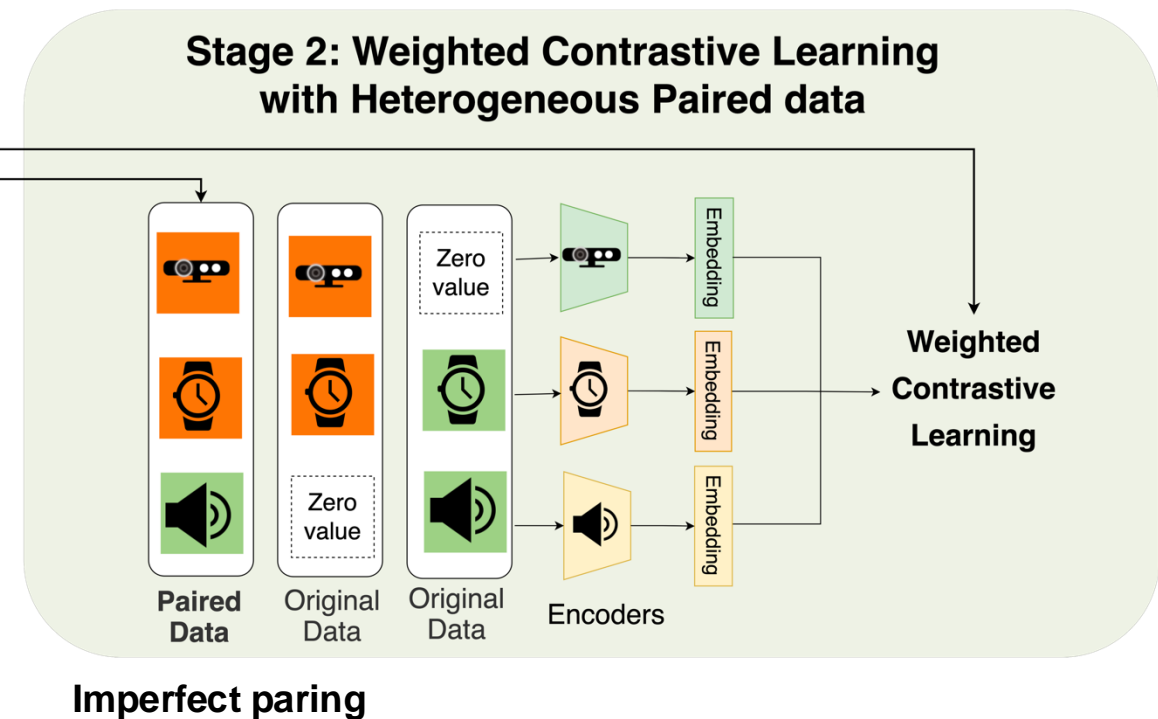 Stage 2: Weighted Contrastive Learning
with Heterogeneous Paired data
Zero
value
Zero
value
Embedding
Embedding
Embedding
Weighted
Contrastive
Learning
Paired
Data
Original
Data
Original
Data
Encoders
Imperfect paring